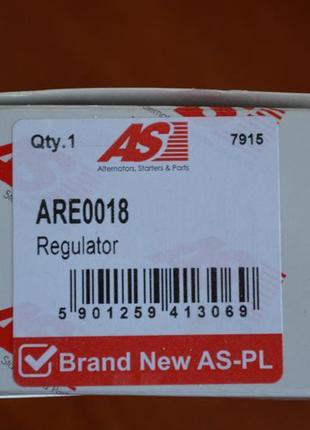 Qty.1
AS
7915
Alternators, Starters & Parts
ARE0018
Regulator
5 901259 413069
Brand New AS-PL